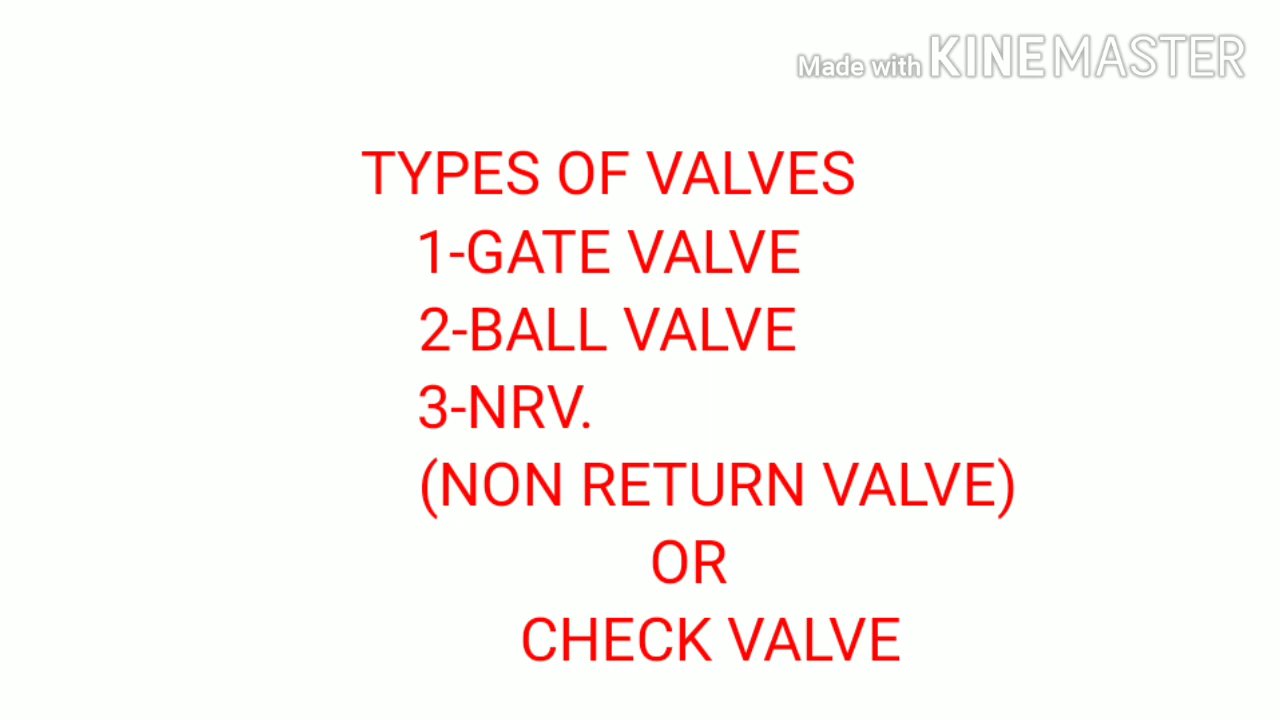 Made with KINEMASTER
TYPES OF VALVES
1-GATE VALVE
2-BALL VALVE
3-NRV.
(NON RETURN VALVE)
OR
CHECK VALVE